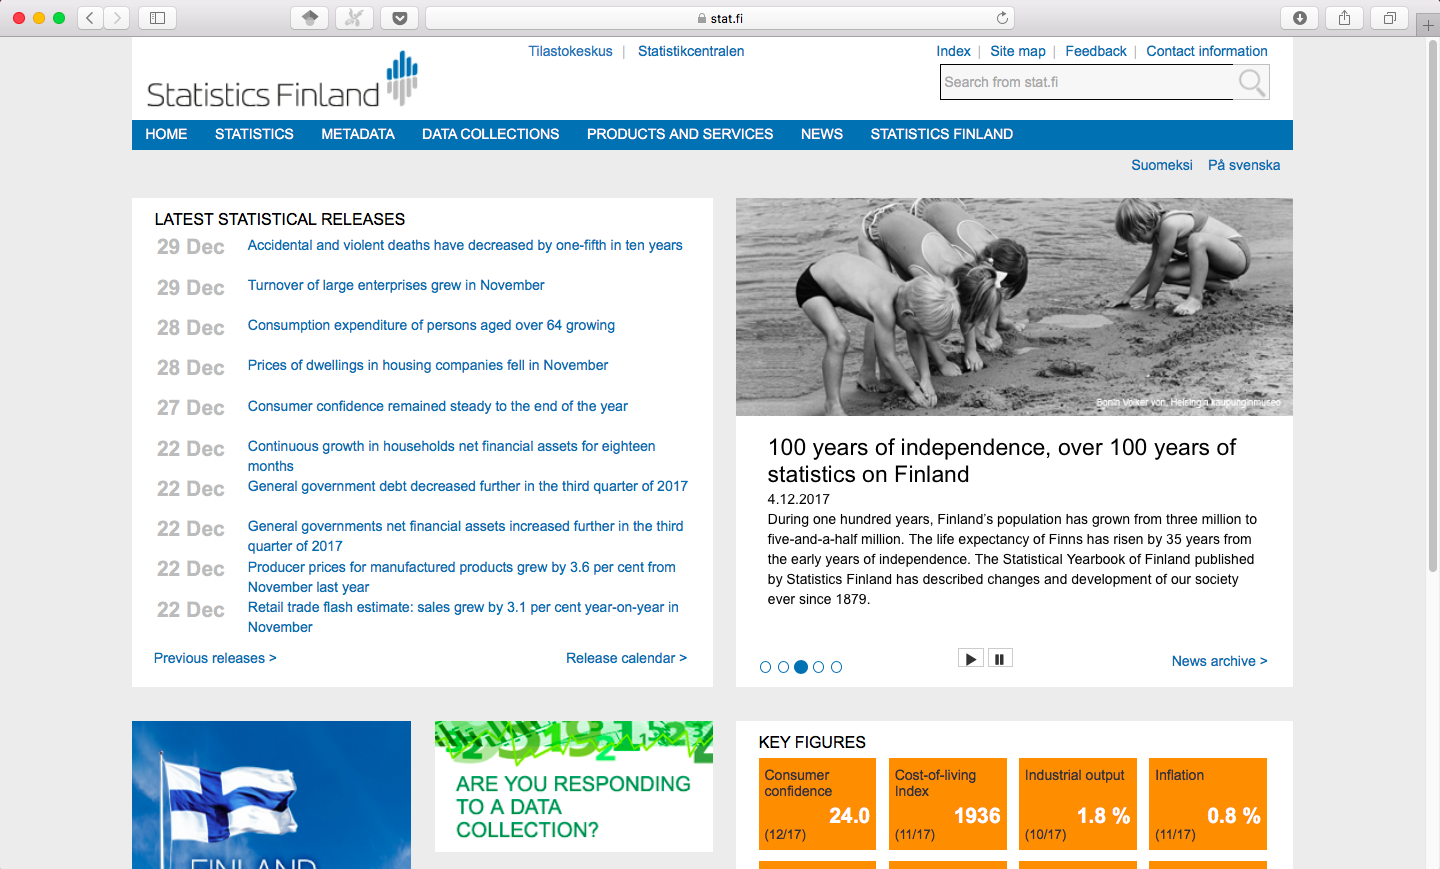 stat.fi
Tilastokeskus | Statistikcentralen
Index | Site map | Feedback | Contact information
Statistics Finland
Search from stat.fi
HOME STATISTICS METADATA DATA COLLECTIONS PRODUCTS AND SERVICES NEWS STATISTICS FINLAND
Suomeksi På svenska
LATEST STATISTICAL RELEASES
29 Dec Accidental and violent deaths have decreased by one-fifth in ten years
29 Dec Turnover of large enterprises grew in November
28 Dec Consumption expenditure of persons aged over 64 growing
28 Dec Prices of dwellings in housing companies fell in November
27 Dec Consumer confidence remained steady to the end of the year
22 Dec Continuous growth in households net financial assets for eighteen
months
22 Dec General government debt decreased further in the third quarter of 2017
22 Dec General governments net financial assets increased further in the third
quarter of 2017
22 Dec Producer prices for manufactured products grew by 3.6 per cent from
November last year
22 Dec Retail trade flash estimate: sales grew by 3.1 per cent year-on-year in
November
Previous releases > Release calendar >
Bonin Volker von, Helsingin kaupunginmuseo
100 years of independence, over 100 years of
statistics on Finland
4.12.2017
During one hundred years, Finland's population has grown from three million to
five-and-a-half million. The life expectancy of Finns has risen by 35 years from
the early years of independence. The Statistical Yearbook of Finland published
by Statistics Finland has described changes and development of our society
ever since 1879.
News archive >
FINLAND
ARE YOU RESPONDING
TO A DATA
COLLECTION?
KEY FIGURES
Consumer
confidence
24.0
(12/17)
Cost-of-living
Index
1936
(11/17)
Industrial output
1.8 %
(10/17)
Inflation
0.8 %
(11/17)